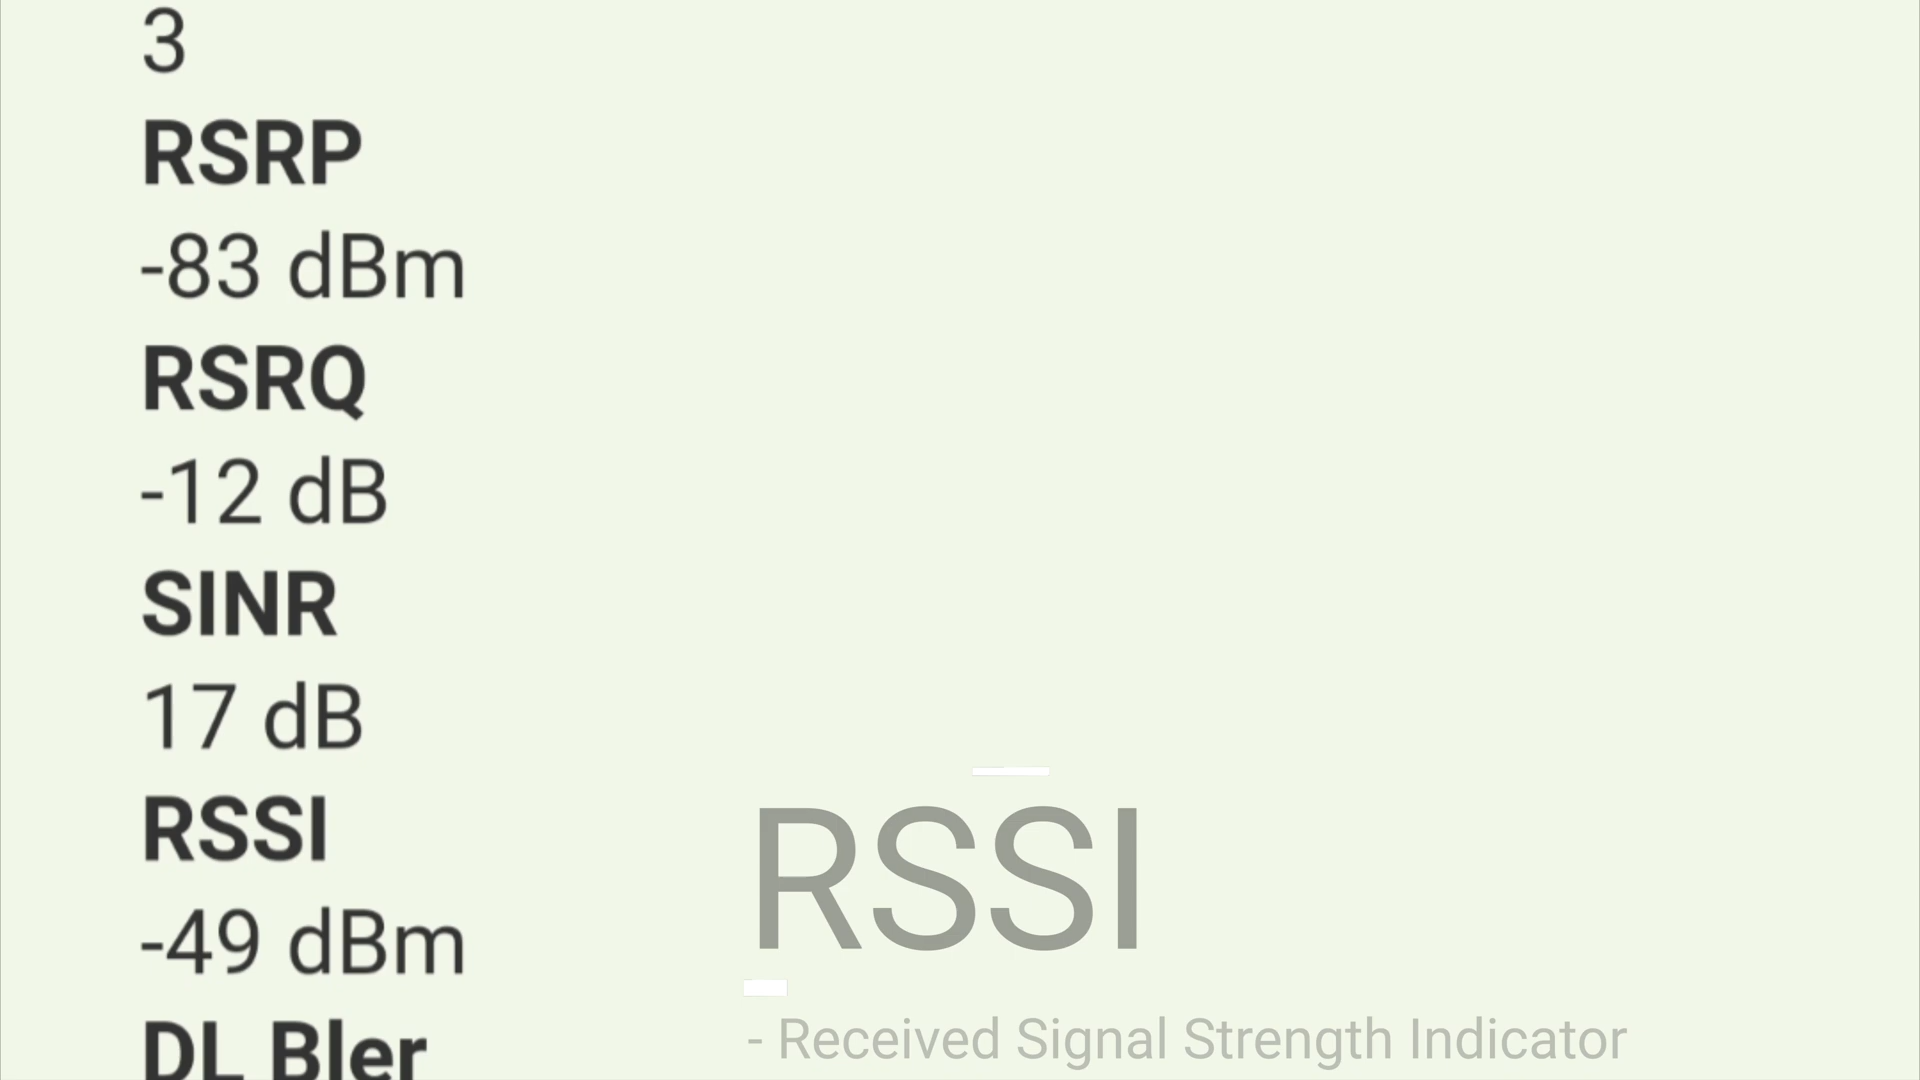 3
RSRP
-83 dBm
RSRQ
-12 dB
SINR
17 dB
RSSI
-49 dBm
DL Bler
RSSI
- Received Signal Strength Indicator